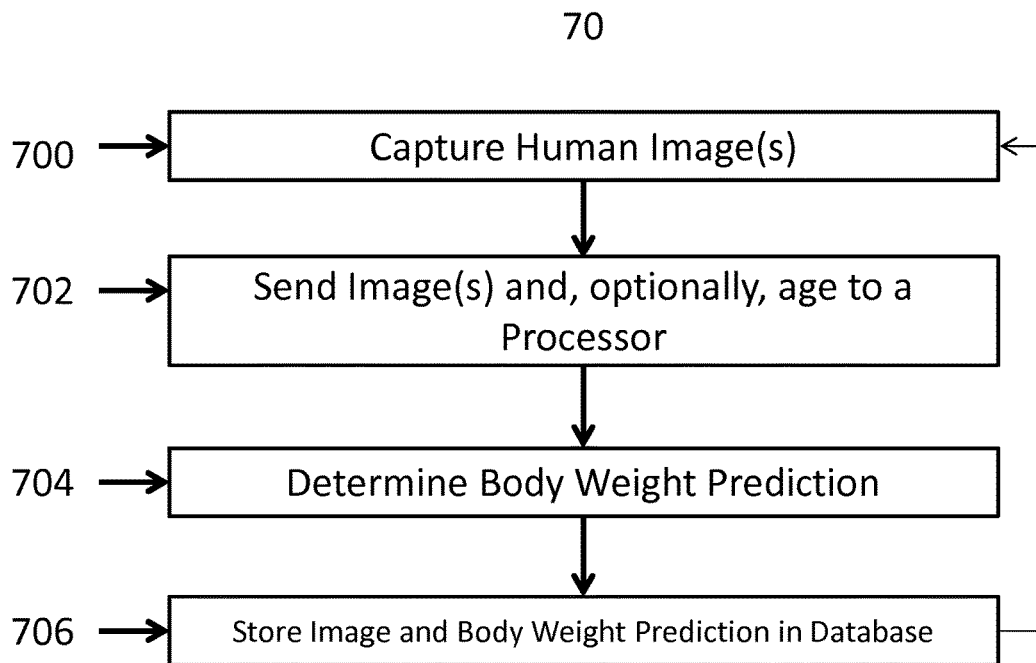 70
700
Capture Human Image(s)
702
Send Image(s) and, optionally, age to a
Processor
704
Determine Body Weight Prediction
706
Store Image and Body Weight Prediction in Database